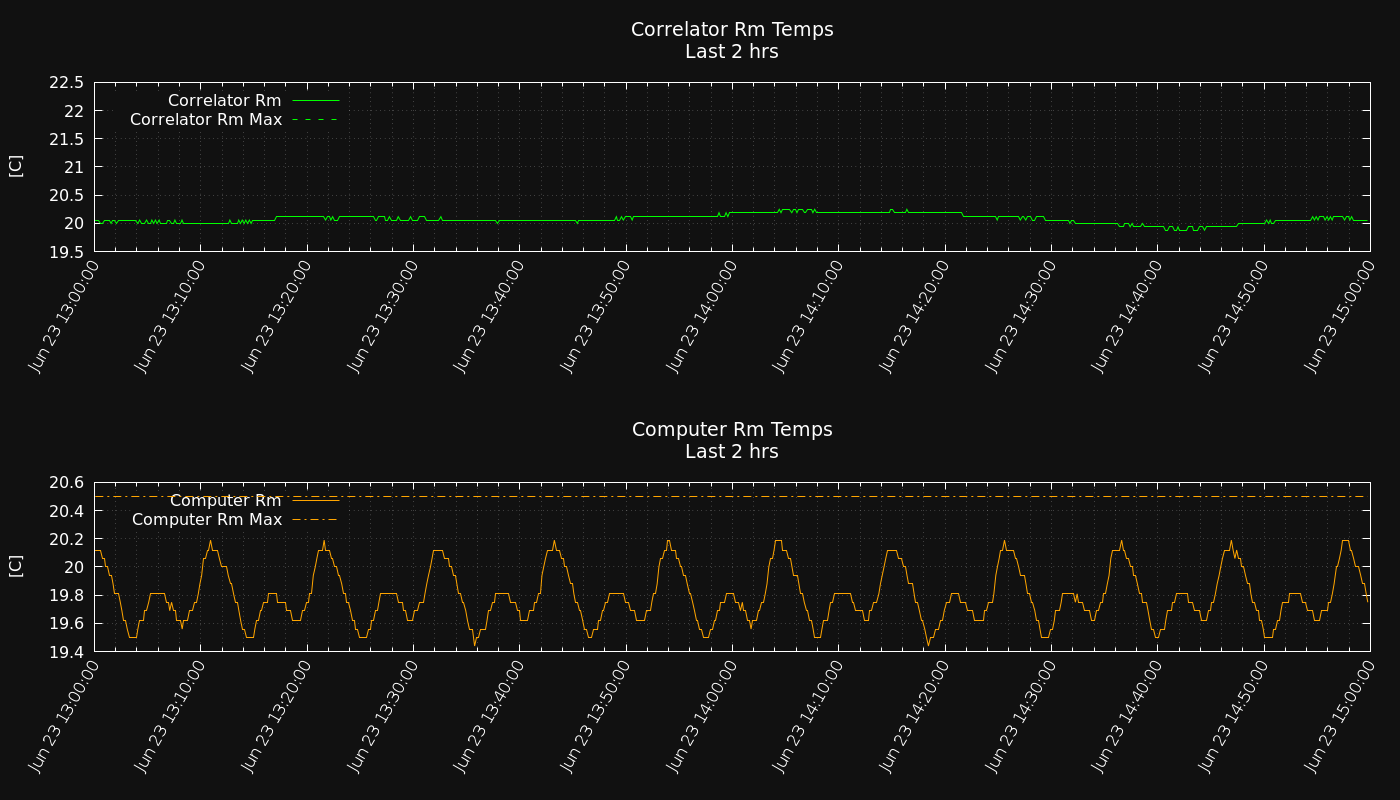 Correlator Rm Temps
Last 2 hrs
[C]
22.5
22
21.5
21
20.5
20
19.5
Correlator Rm
Correlator Rm Max
Jun 23 13:00:00
Jun 23 13:10:00
Jun 23 13:20:00
Jun 23 13:30:00
Jun 23 13:40:00
Jun 23 13:50:00
Jun 23 14:00:00
Jun 23 14:10:00
Jun 23 14:20:00
Jun 23 14:30:00
Jun 23 14:40:00
Jun 23 14:50:00
Jun 23 15:00:00
Computer Rm Temps
Last 2 hrs
[C]
20.6
20.4
20.2
20
19.8
19.6
19.4
Computer Rm
Computer Rm Max
Jun 23 13:00:00
Jun 23 13:10:00
Jun 23 13:20:00
Jun 23 13:30:00
Jun 23 13:40:00
Jun 23 13:50:00
Jun 23 14:00:00
Jun 23 14:10:00
Jun 23 14:20:00
Jun 23 14:30:00
Jun 23 14:40:00
Jun 23 14:50:00
Jun 23 15:00:00